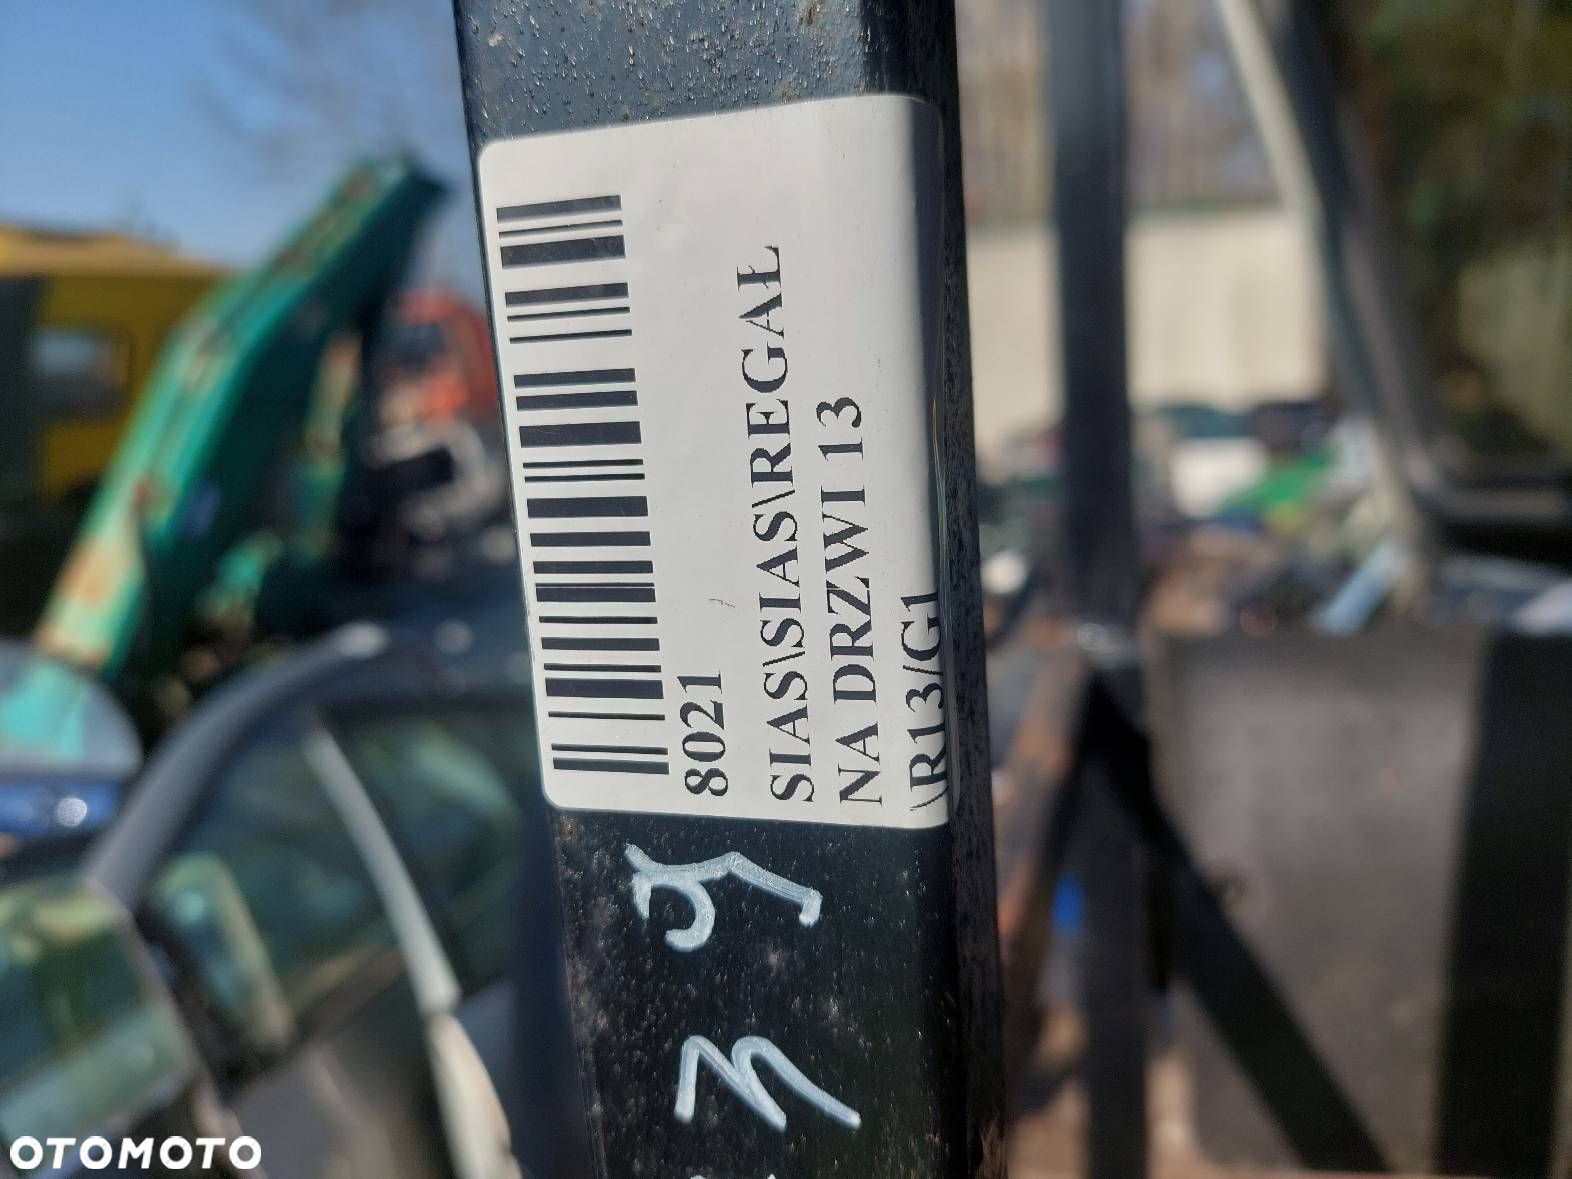 8021
SIAS\SIAS\REGAŁ
NA DRZWI 13
\R13/G1
OTOMOTO